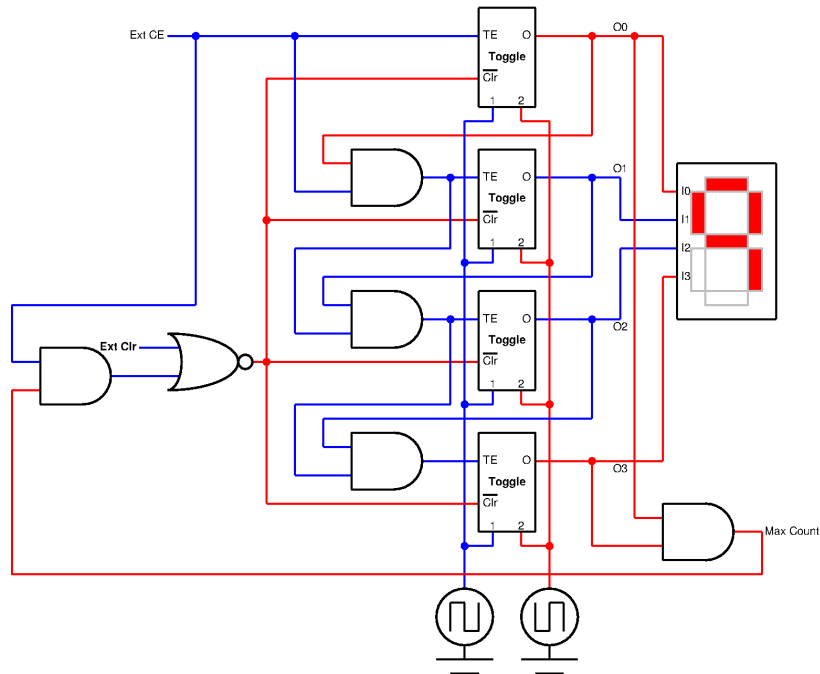 Ext CE
TE
O
Toggle
Clr
1
2
O0
TE
O
Toggle
Clr
1
2
O1
I0
I1
I2
I3
TE
O
Toggle
Clr
1
2
O2
Ext Clr
TE
O
Toggle
Clr
1
2
O3
Max Count